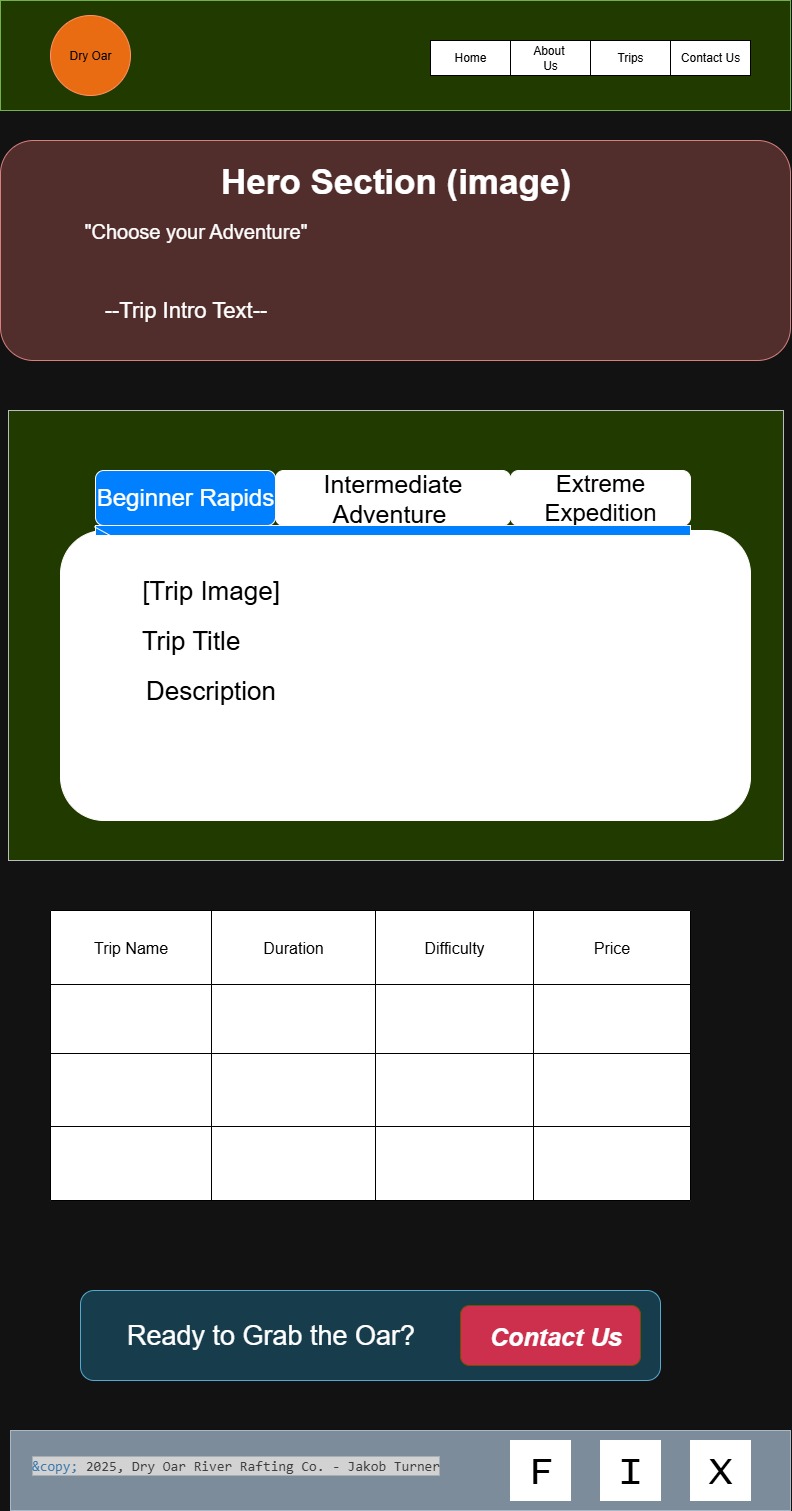 Dry Oar
Home
About
Us
Trips
Contact Us
Hero Section (image)
"Choose your Adventure"
--Trip Intro Text--
Beginner Rapids
Intermediate
Adventure
Extreme
Expedition
[Trip Image]
Trip Title
Description
Trip Name
Duration
Difficulty
Price
Ready to Grab the Oar?
Contact Us
&copy; 2025, Dry Oar River Rafting Co. - Jakob Turner
F
I
X